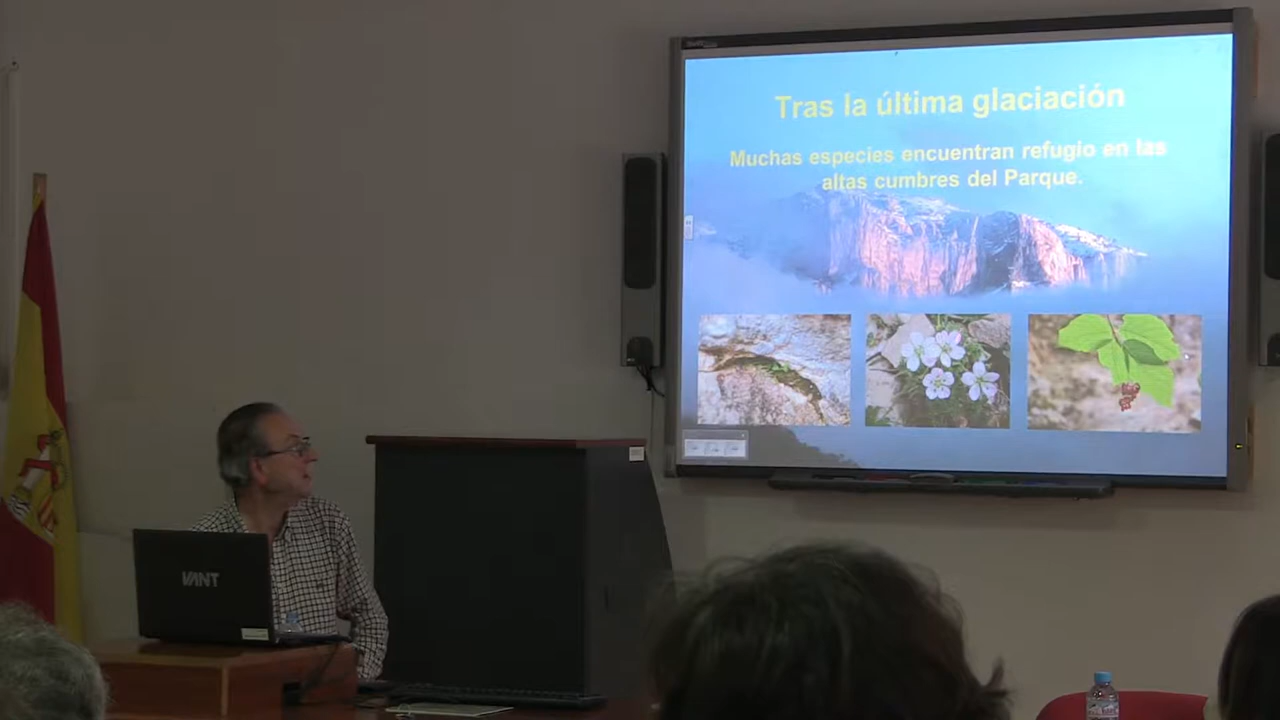 Tras la última glaciación
Muchas especies encuentran refugio en las
altas cumbres del Parque.
VANT